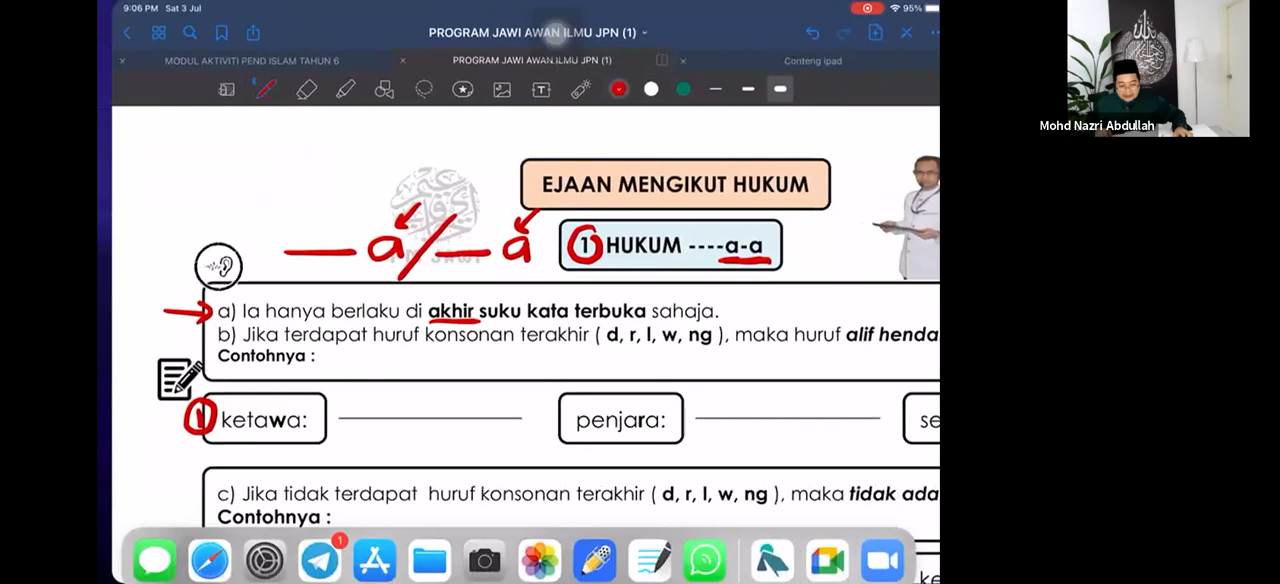 9:06 PM Sat 3 Jul
95%
PROGRAM JAWI AWAN ILMU JPN (1)
MODUL AKTIVITI PEND ISLAM TAHUN 6
PROGRAM JAWI AWAN ILMU JPN (1)
Conteng Ipad
Mohd Nazri Abdullah
EJAAN MENGIKUT HUKUM
a / a
1) HUKUM ----a-a
a) Ia hanya berlaku di akhir suku kata terbuka sahaja.
b) Jika terdapat huruf konsonan terakhir ( d, r, l, w, ng ), maka huruf alif henda
Contohnya :
1 ketawa:
penjara:
se
c) Jika tidak terdapat huruf konsonan terakhir ( d, r, l, w, ng ), maka tidak ada
Contohnya :
1
ke